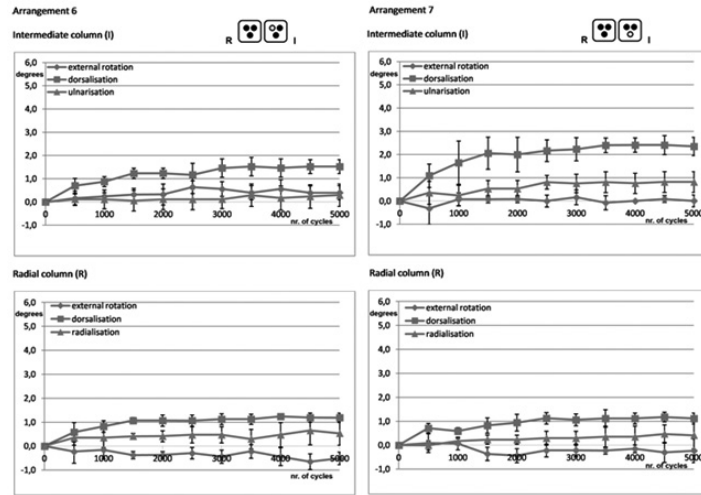 Arrangement 6
Intermediate column (I)
R
I
6,0
degrees
5,0
4,0
3,0
2,0
1,0
0,0
-1,0
external rotation
dorsalisation
ulnarisation
0
1000
2000
3000
4000
5000
nr. of cycles
Arrangement 7
Intermediate column (I)
R
I
6,0
degrees
5,0
4,0
3,0
2,0
1,0
0,0
-1,0
external rotation
dorsalisation
ulnarisation
0
1000
2000
3000
4000
5000
nr. of cycles
Radial column (R)
6,0
degrees
5,0
4,0
3,0
2,0
1,0
0,0
-1,0
external rotation
dorsalisation
radialisation
0
1000
2000
3000
4000
5000
nr. of cycles
Radial column (R)
6,0
degrees
5,0
4,0
3,0
2,0
1,0
0,0
-1,0
external rotation
dorsalisation
radialisation
0
1000
2000
3000
4000
5000
nr. of cycles